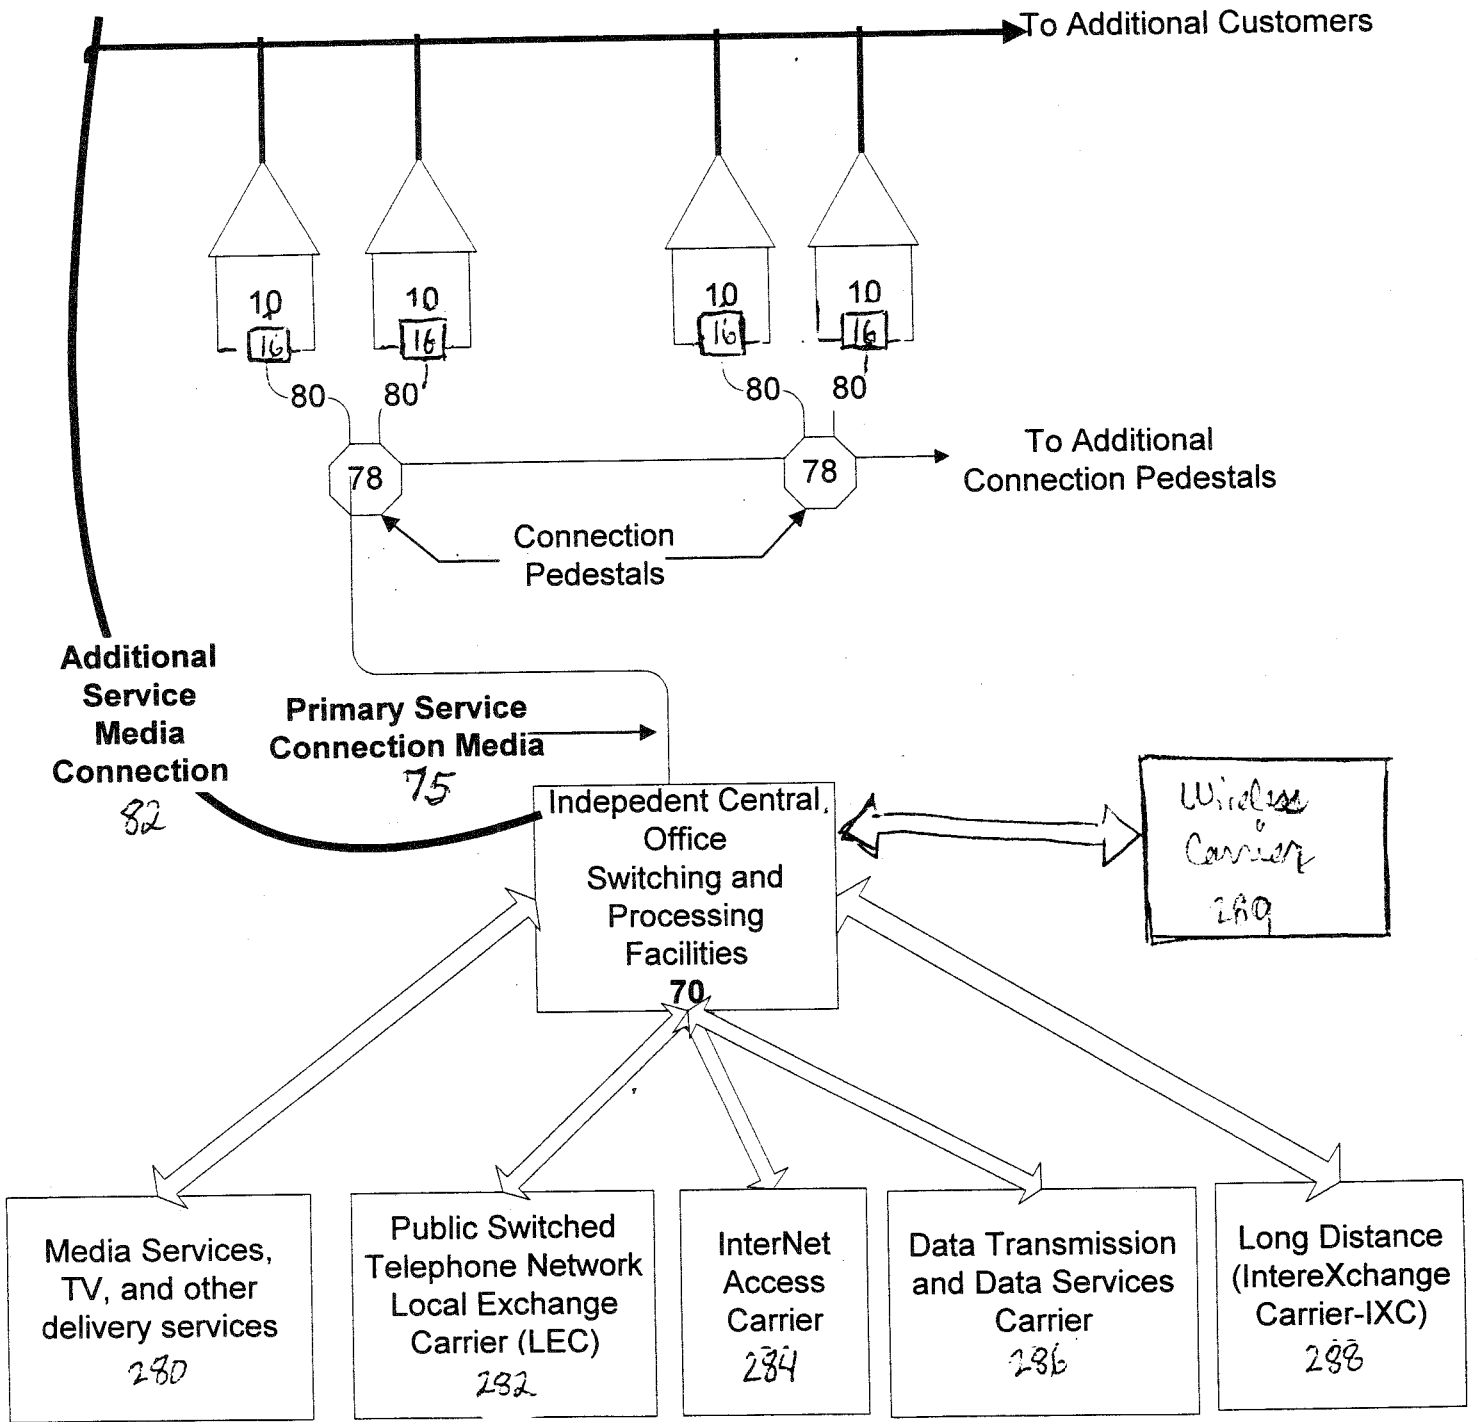 To Additional Customers
10
10
10
10
16
16
16
16
80
80
80
80
78
78
To Additional
Connection Pedestals
Connection
Pedestals
Additional
Service
Media
Connection
82
Primary Service
Connection Media
75
Indepedent Central
Office
Switching and
Processing
Facilities
70
Wireless
Carrier
289
Media Services,
TV, and other
delivery services
280
Public Switched
Telephone Network
Local Exchange
Carrier (LEC)
282
InterNet
Access
Carrier
284
Data Transmission
and Data Services
Carrier
286
Long Distance
(IntereXchange
Carrier-IXC)
288